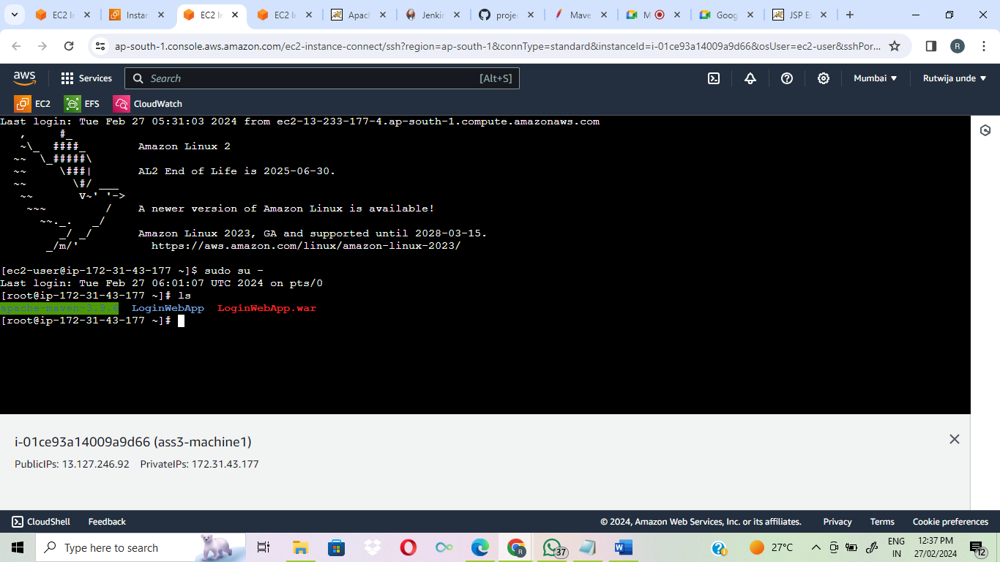 EC2 I
Instan
EC2 In
EC2 In
Apach
Jenkin
projec
Mave
M
Goog
JSP Ex
ap-south-1.console.aws.amazon.com/ec2-instance-connect/ssh?region=ap-south-1&connType=standard&instanceId=i-01ce93a14009a9d66&osUser=ec2-user&sshPor...
R
aws
Services
Search
[Alt+S]
Mumbai
Rutwija unde
EC2
EFS
CloudWatch
Last login: Tue Feb 27 05:31:03 2024 from ec2-13-233-177-4.ap-south-1.compute.amazonaws.com
   ,     #_
   ~\_  ####_        Amazon Linux 2
  ~~  \_#####\
  ~~     \###|       AL2 End of Life is 2025-06-30.
  ~~       \#/ ___
   ~~       V~' '->
    ~~~         /    A newer version of Amazon Linux is available!
      ~~._.   _/
         _/ _/       Amazon Linux 2023, GA and supported until 2028-03-15.
       _/m/'           https://aws.amazon.com/linux/amazon-linux-2023/
[ec2-user@ip-172-31-43-177 ~]$ sudo su -
Last login: Tue Feb 27 06:01:07 UTC 2024 on pts/0
[root@ip-172-31-43-177 ~]# ls
apache-maven-3.9.6  LoginWebApp  LoginWebApp.war
[root@ip-172-31-43-177 ~]#
i-01ce93a14009a9d66 (ass3-machine1)
PublicIPs: 13.127.246.92 PrivateIPs: 172.31.43.177
CloudShell
Feedback
© 2024, Amazon Web Services, Inc. or its affiliates.
Privacy
Terms
Cookie preferences
Type here to search
37
27°C
ENG
IN
12:37 PM
27/02/2024
12